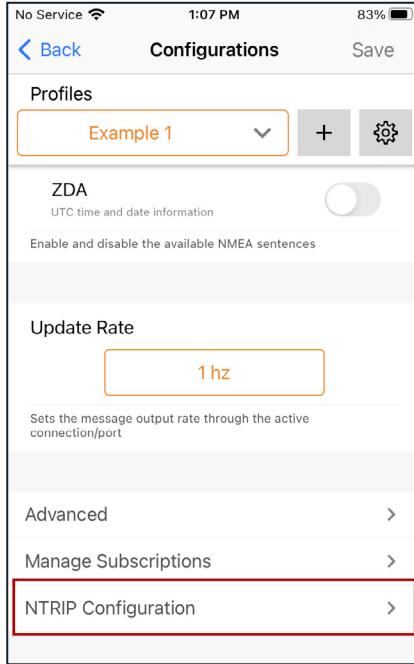 No Service 1:07 PM 83%
Back Configurations Save
Profiles
Example 1 +
ZDA
UTC time and date information
Enable and disable the available NMEA sentences
Update Rate
1 hz
Sets the message output rate through the active
connection/port
Advanced >
Manage Subscriptions >
NTRIP Configuration >